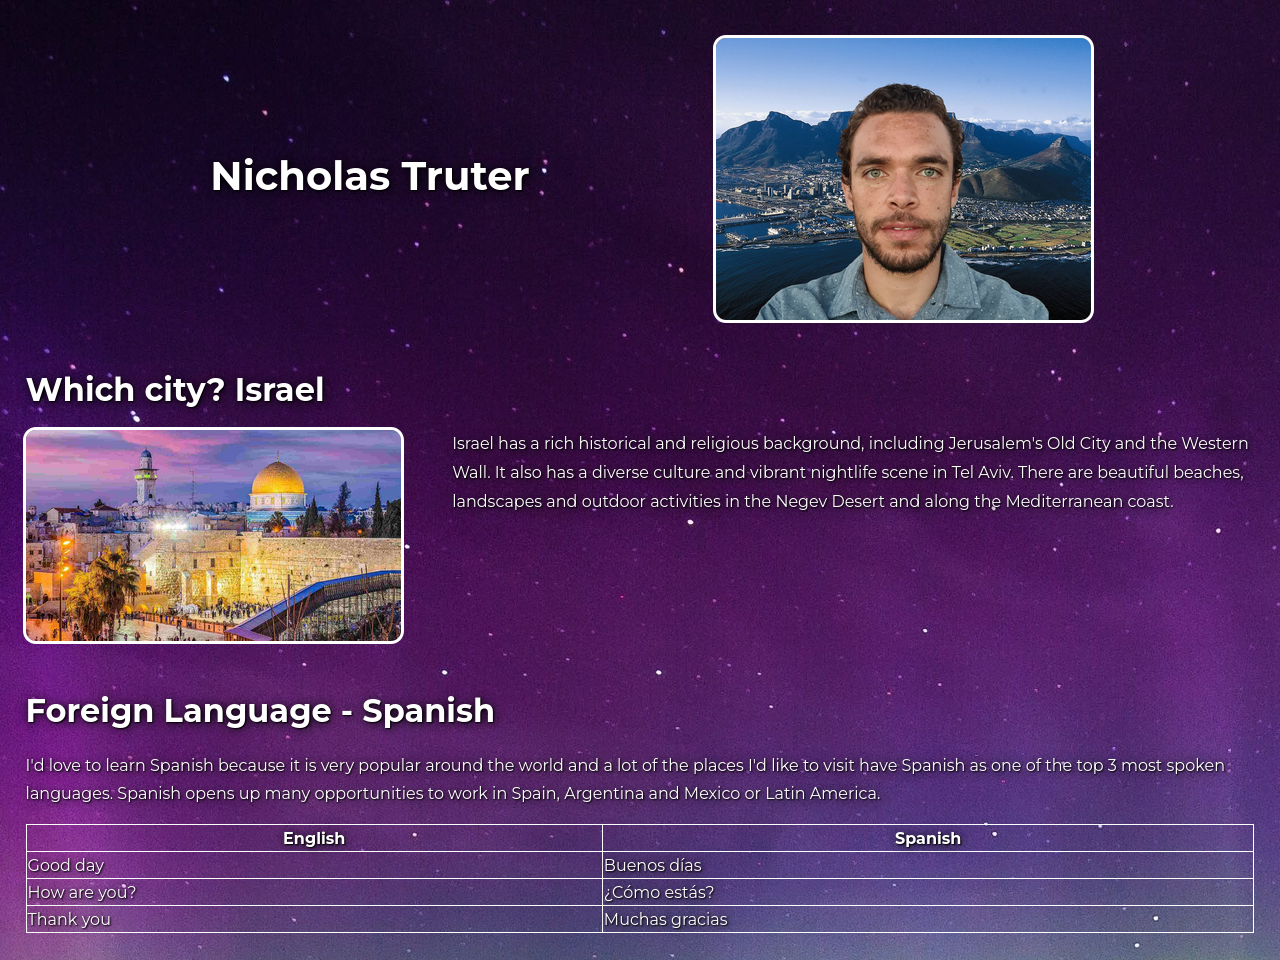 Nicholas Truter
Which city? Israel
Israel has a rich historical and religious background, including Jerusalem's Old City and the Western
Wall. It also has a diverse culture and vibrant nightlife scene in Tel Aviv. There are beautiful beaches,
landscapes and outdoor activities in the Negev Desert and along the Mediterranean coast.
Foreign Language - Spanish
I'd love to learn Spanish because it is very popular around the world and a lot of the places I'd like to visit have Spanish as one of the top 3 most spoken
languages. Spanish opens up many opportunities to work in Spain, Argentina and Mexico or Latin America.
English Spanish
Good day Buenos días
How are you? ¿Cómo estás?
Thank you Muchas gracias